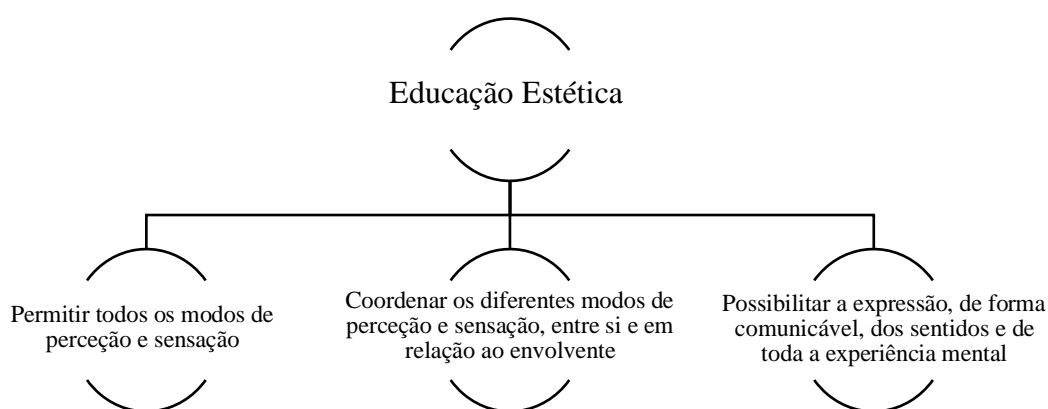 Educação Estética
Permitir todos os modos de
perceção e sensação
Coordenar os diferentes modos de
perceção e sensação, entre si e em
relação ao envolvente
Possibilitar a expressão, de forma
comunicável, dos sentidos e de
toda a experiência mental